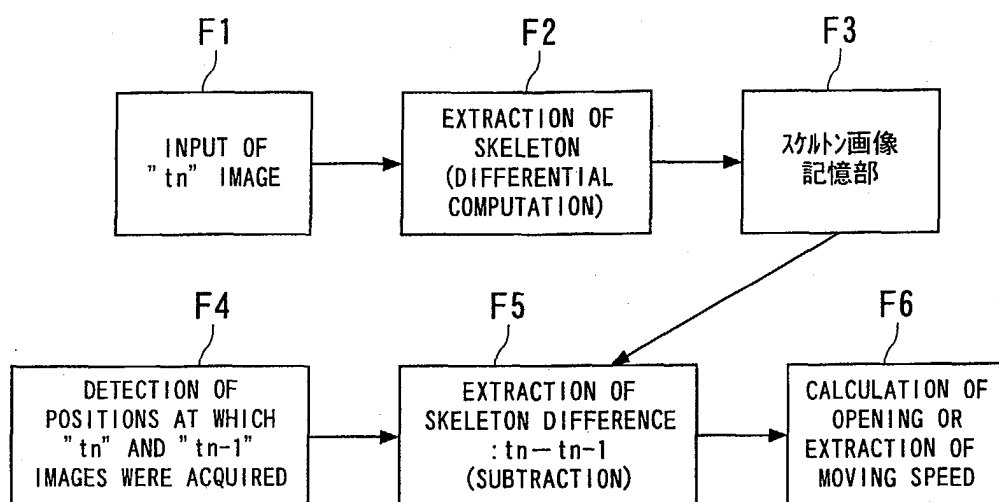 F1
F2
F3
INPUT OF
"tn" IMAGE
EXTRACTION OF
SKELETON
(DIFFERENTIAL
COMPUTATION)
スケルトン画像
記憶部
F4
F5
F6
DETECTION OF
POSITIONS AT WHICH
"tn" AND "tn-1"
IMAGES WERE ACQUIRED
EXTRACTION OF
SKELETON DIFFERENCE
:tn－tn-1
(SUBTRACTION)
CALCULATION OF
OPENING OR
EXTRACTION OF
MOVING SPEED